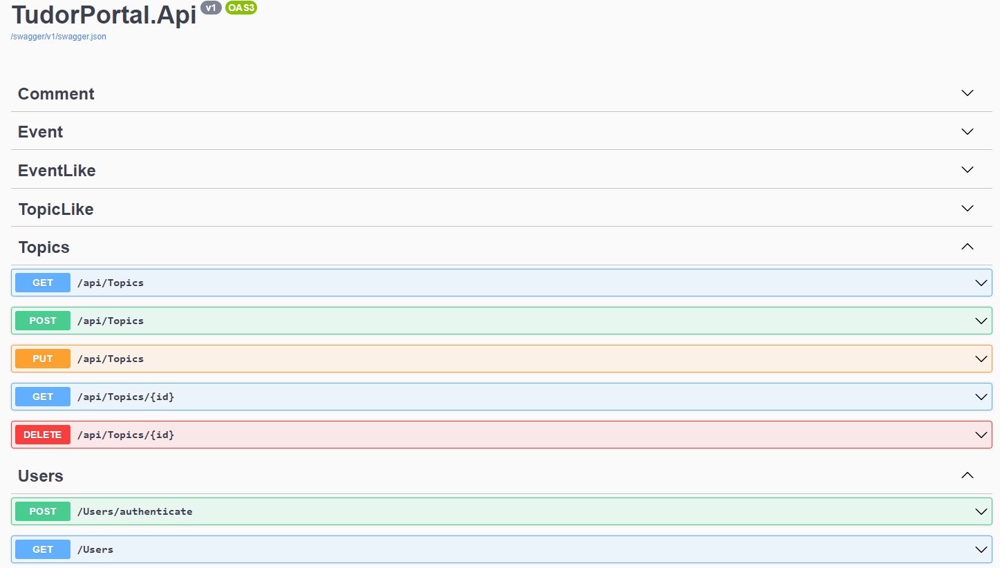 TudorPortal.Api v1 OAS3
/swagger/v1/swagger.json
Comment
Event
EventLike
TopicLike
Topics
GET /api/Topics
POST /api/Topics
PUT /api/Topics
GET /api/Topics/{id}
DELETE /api/Topics/{id}
Users
POST /Users/authenticate
GET /Users